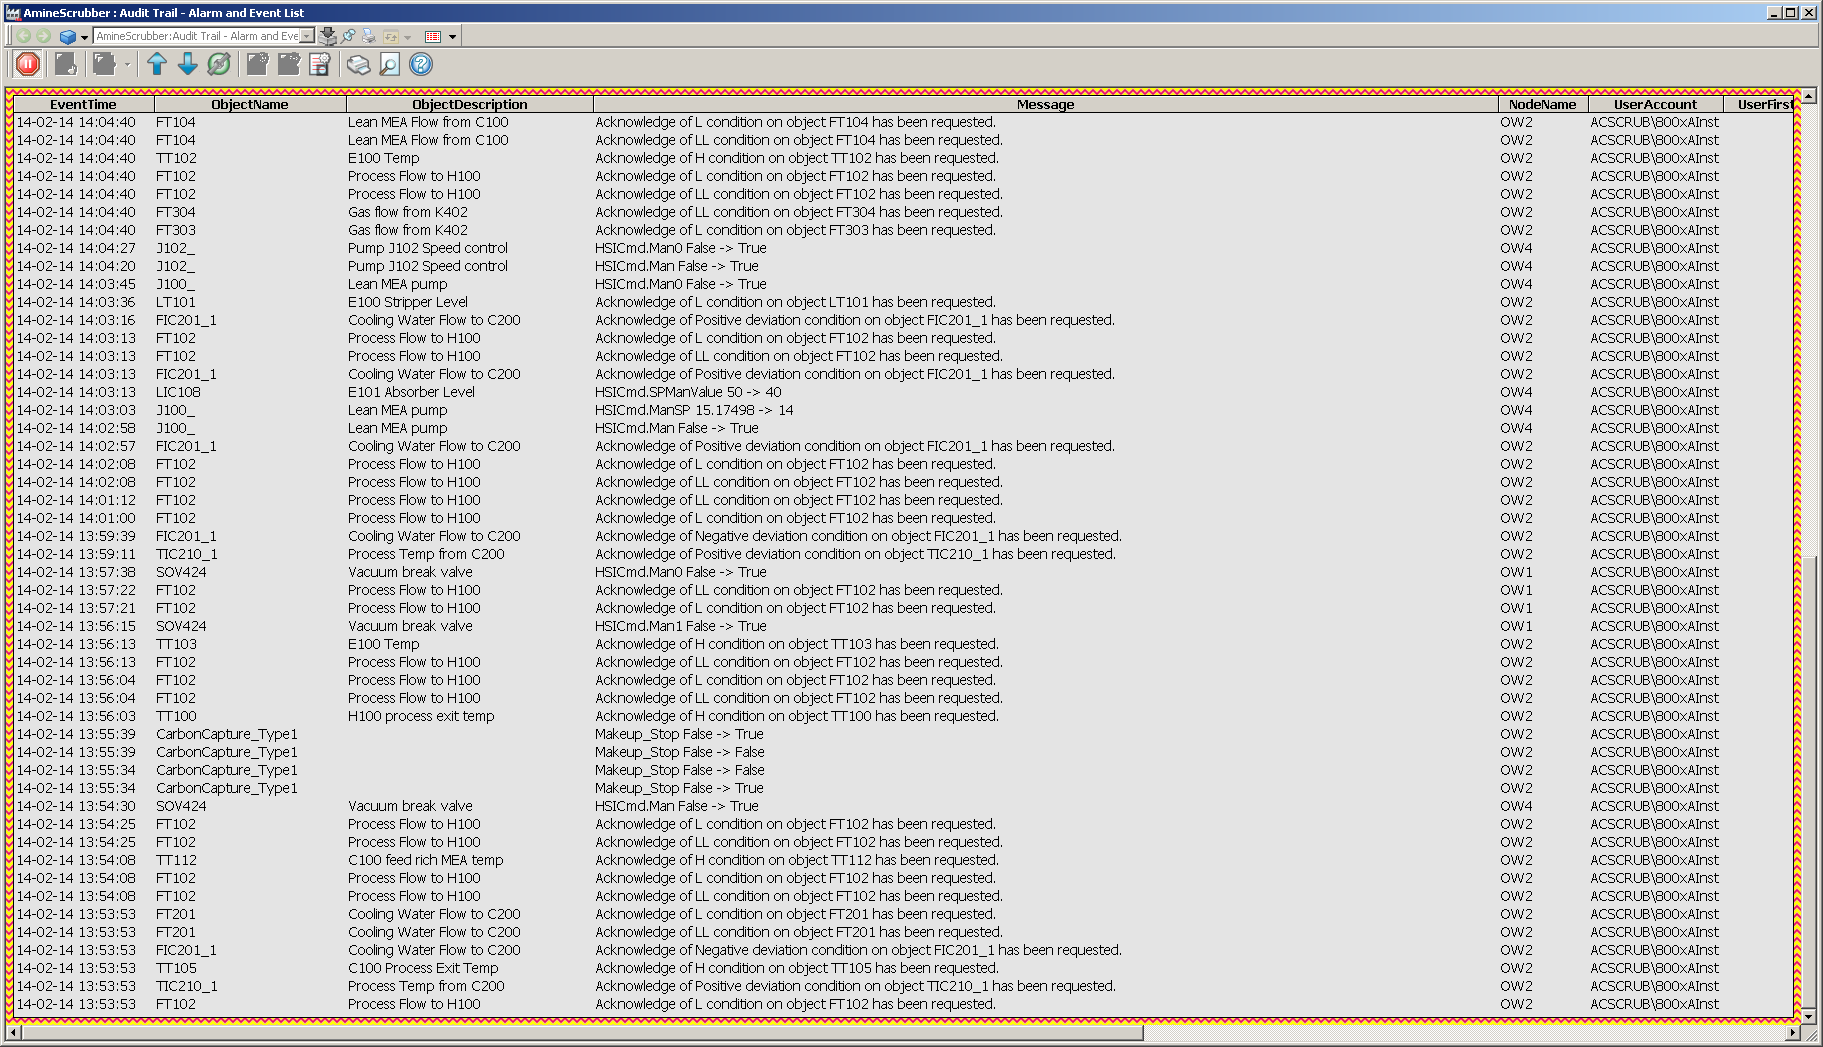 AmineScrubber : Audit Trail - Alarm and Event List
AmineScrubber:Audit Trail - Alarm and Eve
EventTime ObjectName ObjectDescription Message NodeName UserAccount UserFirst
14-02-14 14:04:40 FT104 Lean MEA Flow from C100 Acknowledge of L condition on object FT104 has been requested. OW2 ACSCRUB\800xAInst
14-02-14 14:04:40 FT104 Lean MEA Flow from C100 Acknowledge of LL condition on object FT104 has been requested. OW2 ACSCRUB\800xAInst
14-02-14 14:04:40 TT102 E100 Temp Acknowledge of H condition on object TT102 has been requested. OW2 ACSCRUB\800xAInst
14-02-14 14:04:40 FT102 Process Flow to H100 Acknowledge of L condition on object FT102 has been requested. OW2 ACSCRUB\800xAInst
14-02-14 14:04:40 FT102 Process Flow to H100 Acknowledge of LL condition on object FT102 has been requested. OW2 ACSCRUB\800xAInst
14-02-14 14:04:40 FT304 Gas flow from K402 Acknowledge of LL condition on object FT304 has been requested. OW2 ACSCRUB\800xAInst
14-02-14 14:04:40 FT303 Gas flow from K402 Acknowledge of L condition on object FT303 has been requested. OW2 ACSCRUB\800xAInst
14-02-14 14:04:27 J102_ Pump J102 Speed control HSICmd.Man0 False -> True OW4 ACSCRUB\800xAInst
14-02-14 14:04:20 J102_ Pump J102 Speed control HSICmd.Man False -> True OW4 ACSCRUB\800xAInst
14-02-14 14:03:45 J100_ Lean MEA pump HSICmd.Man0 False -> True OW4 ACSCRUB\800xAInst
14-02-14 14:03:36 LT101 E100 Stripper Level Acknowledge of L condition on object LT101 has been requested. OW2 ACSCRUB\800xAInst
14-02-14 14:03:16 FIC201_1 Cooling Water Flow to C200 Acknowledge of Positive deviation condition on object FIC201_1 has been requested. OW2 ACSCRUB\800xAInst
14-02-14 14:03:13 FT102 Process Flow to H100 Acknowledge of L condition on object FT102 has been requested. OW2 ACSCRUB\800xAInst
14-02-14 14:03:13 FT102 Process Flow to H100 Acknowledge of LL condition on object FT102 has been requested. OW2 ACSCRUB\800xAInst
14-02-14 14:03:13 FIC201_1 Cooling Water Flow to C200 Acknowledge of Positive deviation condition on object FIC201_1 has been requested. OW2 ACSCRUB\800xAInst
14-02-14 14:03:13 LIC108 E101 Absorber Level HSICmd.SPManValue 50 -> 40 OW4 ACSCRUB\800xAInst
14-02-14 14:03:03 J100_ Lean MEA pump HSICmd.ManSP 15.17498 -> 14 OW4 ACSCRUB\800xAInst
14-02-14 14:02:58 J100_ Lean MEA pump HSICmd.Man False -> True OW4 ACSCRUB\800xAInst
14-02-14 14:02:57 FIC201_1 Cooling Water Flow to C200 Acknowledge of Positive deviation condition on object FIC201_1 has been requested. OW2 ACSCRUB\800xAInst
14-02-14 14:02:08 FT102 Process Flow to H100 Acknowledge of L condition on object FT102 has been requested. OW2 ACSCRUB\800xAInst
14-02-14 14:02:08 FT102 Process Flow to H100 Acknowledge of LL condition on object FT102 has been requested. OW2 ACSCRUB\800xAInst
14-02-14 14:01:12 FT102 Process Flow to H100 Acknowledge of LL condition on object FT102 has been requested. OW2 ACSCRUB\800xAInst
14-02-14 14:01:00 FT102 Process Flow to H100 Acknowledge of L condition on object FT102 has been requested. OW2 ACSCRUB\800xAInst
14-02-14 13:59:39 FIC201_1 Cooling Water Flow to C200 Acknowledge of Negative deviation condition on object FIC201_1 has been requested. OW2 ACSCRUB\800xAInst
14-02-14 13:59:11 TIC210_1 Process Temp from C200 Acknowledge of Positive deviation condition on object TIC210_1 has been requested. OW2 ACSCRUB\800xAInst
14-02-14 13:57:38 SOV424 Vacuum break valve HSICmd.Man0 False -> True OW1 ACSCRUB\800xAInst
14-02-14 13:57:22 FT102 Process Flow to H100 Acknowledge of LL condition on object FT102 has been requested. OW1 ACSCRUB\800xAInst
14-02-14 13:57:21 FT102 Process Flow to H100 Acknowledge of L condition on object FT102 has been requested. OW1 ACSCRUB\800xAInst
14-02-14 13:56:15 SOV424 Vacuum break valve HSICmd.Man1 False -> True OW1 ACSCRUB\800xAInst
14-02-14 13:56:13 TT103 E100 Temp Acknowledge of H condition on object TT103 has been requested. OW2 ACSCRUB\800xAInst
14-02-14 13:56:13 FT102 Process Flow to H100 Acknowledge of LL condition on object FT102 has been requested. OW2 ACSCRUB\800xAInst
14-02-14 13:56:04 FT102 Process Flow to H100 Acknowledge of L condition on object FT102 has been requested. OW2 ACSCRUB\800xAInst
14-02-14 13:56:04 FT102 Process Flow to H100 Acknowledge of LL condition on object FT102 has been requested. OW2 ACSCRUB\800xAInst
14-02-14 13:56:03 TT100 H100 process exit temp Acknowledge of H condition on object TT100 has been requested. OW2 ACSCRUB\800xAInst
14-02-14 13:55:39 CarbonCapture_Type1 Makeup_Stop False -> True OW2 ACSCRUB\800xAInst
14-02-14 13:55:39 CarbonCapture_Type1 Makeup_Stop False -> False OW2 ACSCRUB\800xAInst
14-02-14 13:55:34 CarbonCapture_Type1 Makeup_Stop False -> False OW2 ACSCRUB\800xAInst
14-02-14 13:55:34 CarbonCapture_Type1 Makeup_Stop False -> True OW2 ACSCRUB\800xAInst
14-02-14 13:54:30 SOV424 Vacuum break valve HSICmd.Man False -> True OW4 ACSCRUB\800xAInst
14-02-14 13:54:25 FT102 Process Flow to H100 Acknowledge of L condition on object FT102 has been requested. OW2 ACSCRUB\800xAInst
14-02-14 13:54:25 FT102 Process Flow to H100 Acknowledge of LL condition on object FT102 has been requested. OW2 ACSCRUB\800xAInst
14-02-14 13:54:08 TT112 C100 feed rich MEA temp Acknowledge of H condition on object TT112 has been requested. OW2 ACSCRUB\800xAInst
14-02-14 13:54:08 FT102 Process Flow to H100 Acknowledge of L condition on object FT102 has been requested. OW2 ACSCRUB\800xAInst
14-02-14 13:54:08 FT102 Process Flow to H100 Acknowledge of LL condition on object FT102 has been requested. OW2 ACSCRUB\800xAInst
14-02-14 13:53:53 FT201 Cooling Water Flow to C200 Acknowledge of L condition on object FT201 has been requested. OW2 ACSCRUB\800xAInst
14-02-14 13:53:53 FT201 Cooling Water Flow to C200 Acknowledge of LL condition on object FT201 has been requested. OW2 ACSCRUB\800xAInst
14-02-14 13:53:53 FIC201_1 Cooling Water Flow to C200 Acknowledge of Negative deviation condition on object FIC201_1 has been requested. OW2 ACSCRUB\800xAInst
14-02-14 13:53:53 TT105 C100 Process Exit Temp Acknowledge of H condition on object TT105 has been requested. OW2 ACSCRUB\800xAInst
14-02-14 13:53:53 TIC210_1 Process Temp from C200 Acknowledge of Positive deviation condition on object TIC210_1 has been requested. OW2 ACSCRUB\800xAInst
14-02-14 13:53:53 FT102 Process Flow to H100 Acknowledge of L condition on object FT102 has been requested. OW2 ACSCRUB\800xAInst